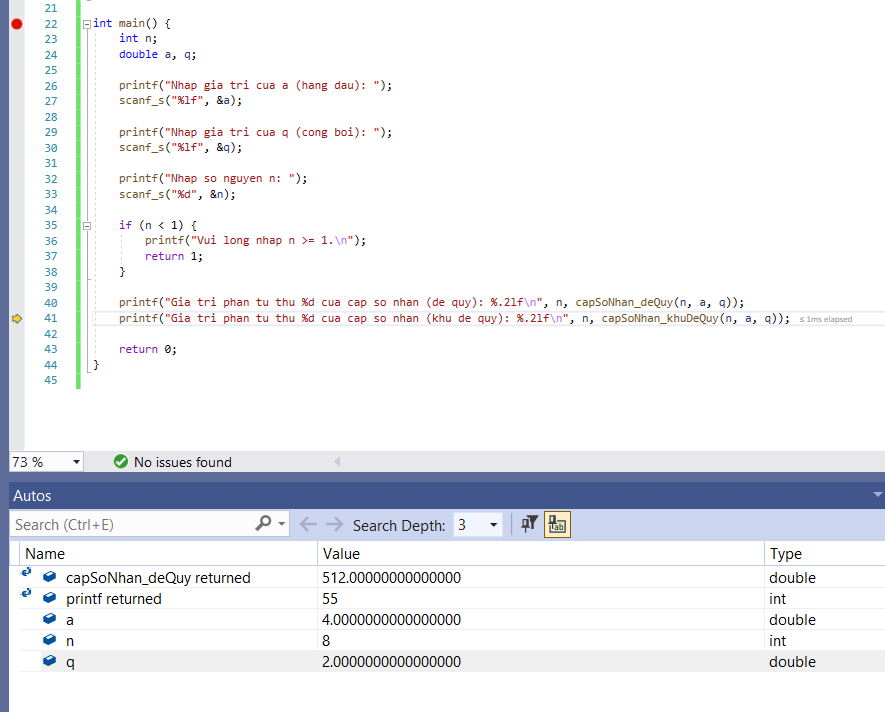 21
22 int main() {
23 int n;
24 double a, q;
25
26 printf("Nhap gia tri cua a (hang dau): ");
27 scanf_s("%lf", &a);
28
29 printf("Nhap gia tri cua q (cong boi): ");
30 scanf_s("%lf", &q);
31
32 printf("Nhap so nguyen n: ");
33 scanf_s("%d", &n);
34
35 if (n < 1) {
36 printf("Vui long nhap n >= 1.\n");
37 return 1;
38 }
39
40 printf("Gia tri phan tu thu %d cua cap so nhan (de quy): %.2lf\n", n, capSoNhan_deQuy(n, a, q));
41 printf("Gia tri phan tu thu %d cua cap so nhan (khu de quy): %.2lf\n", n, capSoNhan_khuDeQuy(n, a, q)); ≤ 1ms elapsed
42
43 return 0;
44 }
45
73 % No issues found
Autos
Search (Ctrl+E) Search Depth: 3
Name Value Type
capSoNhan_deQuy returned 512.00000000000000 double
printf returned 55 int
a 4.0000000000000000 double
n 8 int
q 2.0000000000000000 double